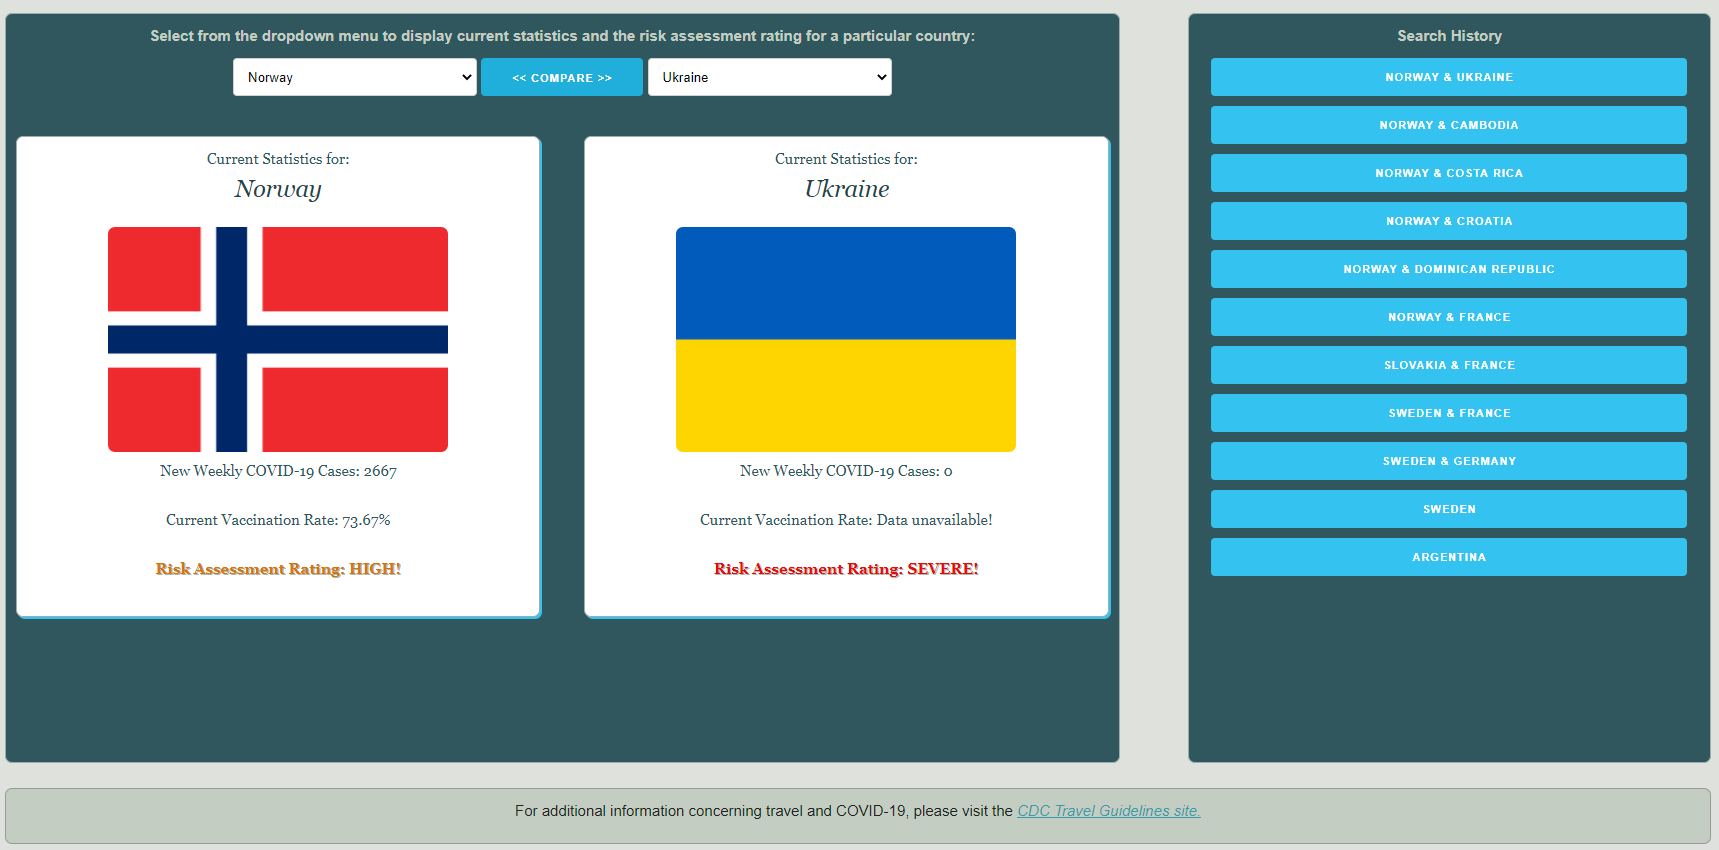 Select from the dropdown menu to display current statistics and the risk assessment rating for a particular country:
Norway
<< COMPARE >>
Ukraine
Current Statistics for:
Norway
New Weekly COVID-19 Cases: 2667
Current Vaccination Rate: 73.67%
Risk Assessment Rating: HIGH!
Current Statistics for:
Ukraine
New Weekly COVID-19 Cases: 0
Current Vaccination Rate: Data unavailable!
Risk Assessment Rating: SEVERE!
Search History
NORWAY & UKRAINE
NORWAY & CAMBODIA
NORWAY & COSTA RICA
NORWAY & CROATIA
NORWAY & DOMINICAN REPUBLIC
NORWAY & FRANCE
SLOVAKIA & FRANCE
SWEDEN & FRANCE
SWEDEN & GERMANY
SWEDEN
ARGENTINA
For additional information concerning travel and COVID-19, please visit the CDC Travel Guidelines site.